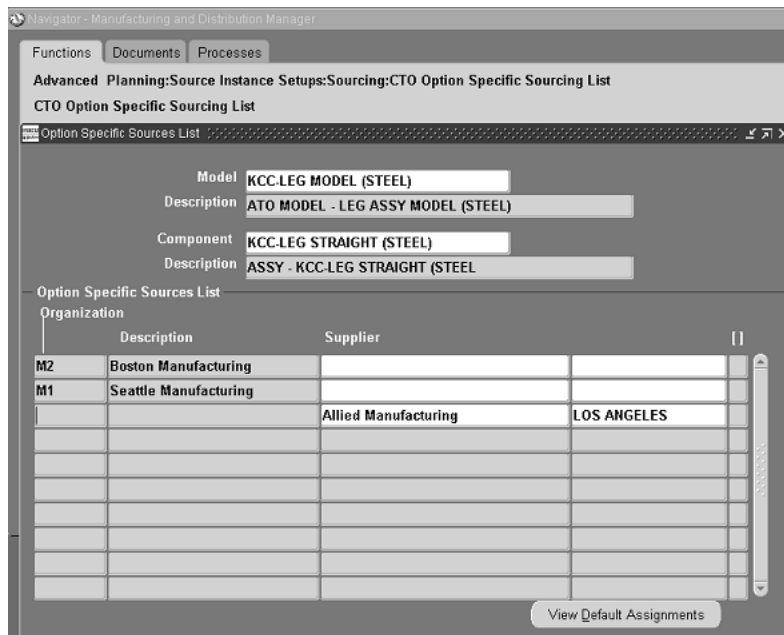 Navigator - Manufacturing and Distribution Manager
Functions Documents Processes
Advanced Planning:Source Instance Setups:Sourcing:CTO Option Specific Sourcing List
CTO Option Specific Sourcing List
Option Specific Sources List
Model KCC-LEG MODEL (STEEL)
Description ATO MODEL - LEG ASSY MODEL (STEEL)
Component KCC-LEG STRAIGHT (STEEL)
Description ASSY - KCC-LEG STRAIGHT (STEEL
Option Specific Sources List
Organization
Description Supplier [ ]
M2 Boston Manufacturing
M1 Seattle Manufacturing
Allied Manufacturing LOS ANGELES
View Default Assignments